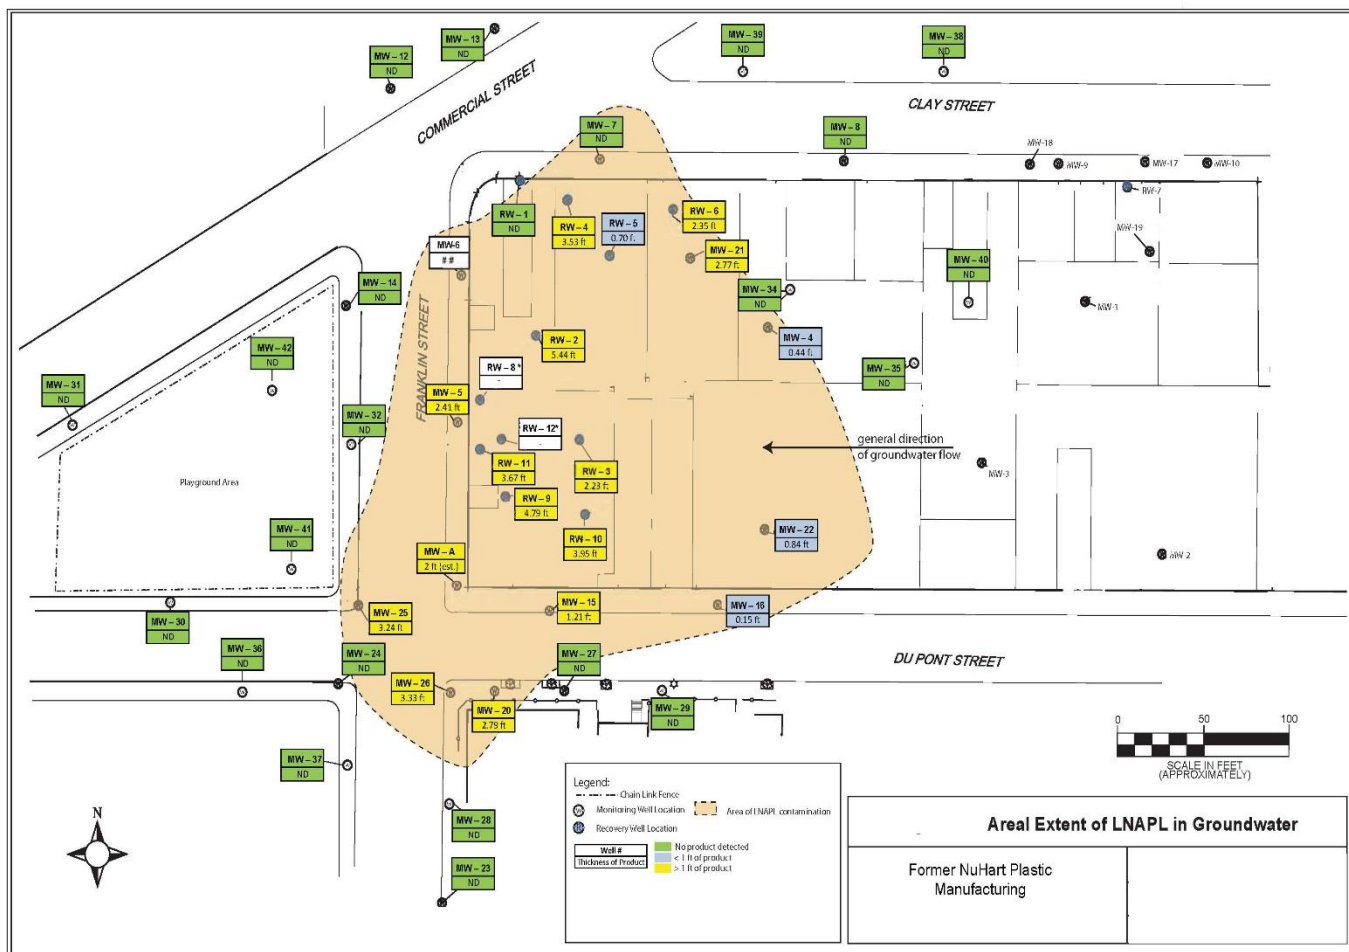 MW – 13
ND
MW – 39
ND
MW – 38
ND
MW – 12
ND
COMMERCIAL STREET
CLAY STREET
MW – 7
ND
MW – 8
ND
MW-18
MW-9
MW-17
MW-10
RW-7
RW – 1
ND
RW – 4
3.53 ft
RW – 5
0.70 ft
RW – 6
2.35 ft
MW-19
MW-6
# #
MW – 21
2.77 ft
MW – 40
ND
MW – 14
ND
MW – 34
ND
MW-1
FRANKLIN STREET
RW – 2
5.44 ft
MW – 4
0.44 ft
MW – 42
ND
RW – 8 *
-
MW – 35
ND
MW – 31
ND
MW – 5
2.41 ft
MW – 32
ND
RW – 12*
-
general direction
of groundwater flow
RW – 11
3.67 ft
RW – 3
2.23 ft
MW-3
Playground Area
RW – 9
4.79 ft
MW – 41
ND
RW – 10
3.95 ft
MW – 22
0.84 ft
MW – A
2 ft (est.)
MW-2
MW – 30
ND
MW – 25
3.24 ft
MW – 15
1.21 ft
MW – 16
0.15 ft
MW – 36
ND
MW – 24
ND
MW – 27
ND
DU PONT STREET
MW – 26
3.33 ft
MW – 20
2.79 ft
MW – 29
ND
0 50 100
SCALE IN FEET
(APPROXIMATELY)
MW – 37
ND
N
MW – 28
ND
MW – 23
ND
Legend:
Chain Link Fence
Monitoring Well Location
Area of LNAPL contamination
Recovery Well Location
Well #
Thickness of Product
No product detected
< 1 ft of product
> 1 ft of product
Areal Extent of LNAPL in Groundwater
Former NuHart Plastic
Manufacturing